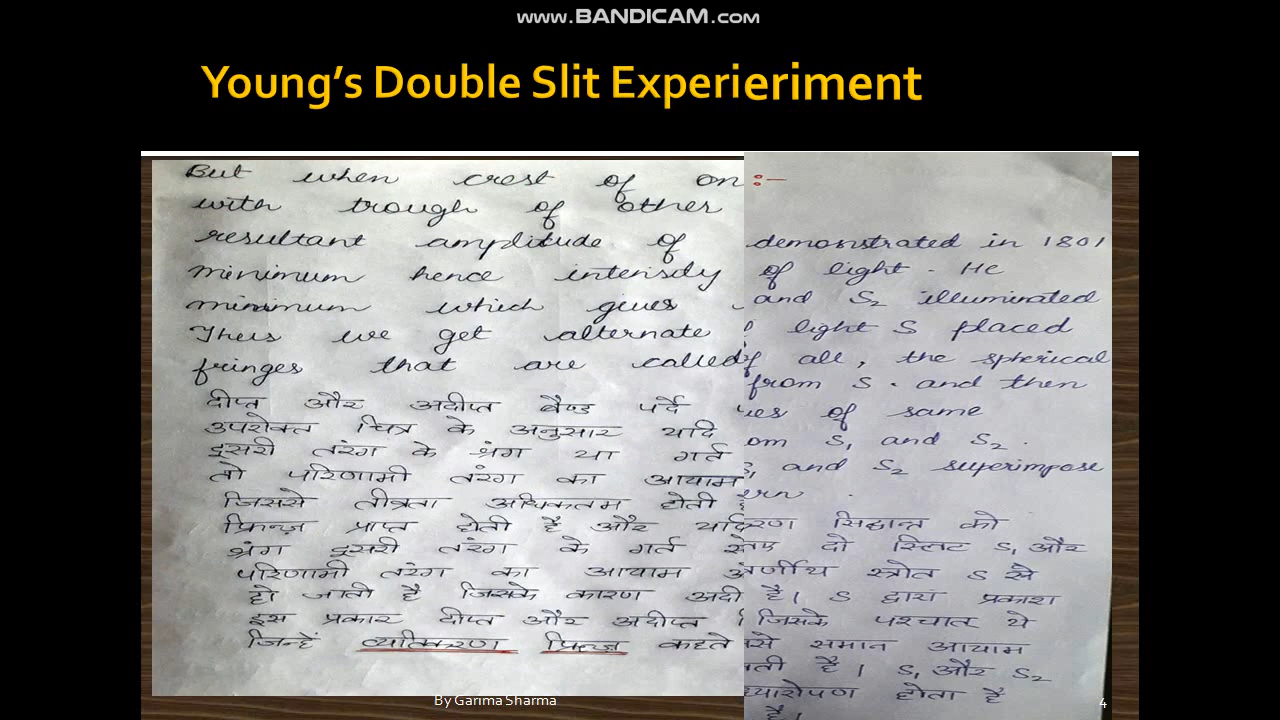 www.BANDICAM.com
Young's Double Slit Experieriment
But when crest of on
with trough of other
resultant amplitude of
minimum hence intensity
minimum which gives
Thus we get alternate
fringes that are called
दीप्त और अदीप्त बैण्ड पर्दे
उपरोक्त चित्र के अनुसार यदि
दूसरी तरंग के श्रंग या गर्त
तो परिणामी तरंग का आयाम
जिससे तीव्रता अधिकतम होती
फ्रिन्ज प्राप्त होती है और यदि
श्रंग दूसरी तरंग के गर्त
परिणामी तरंग का आयाम
हो जाती है जिसके कारण अदी
इस प्रकार दीप्त और अदीप्त
जिन्हें व्यतिकरण फ्रिन्ज कहते
:-
demonstrated in 1801
of light. He
and S2 illuminated
light S placed
all, the spherical
from S. and then
of same
om S1 and S2.
and S2 superimpose
ern.
करण सिद्धान्त को
दो स्लिट S1 और
स्त्रोत S से
है। S द्वारा प्रकाश
जिसके पश्चात ये
से समान आयाम
ती है। S1 और S2
ध्यारोपण होता है
है।
By Garima Sharma
4